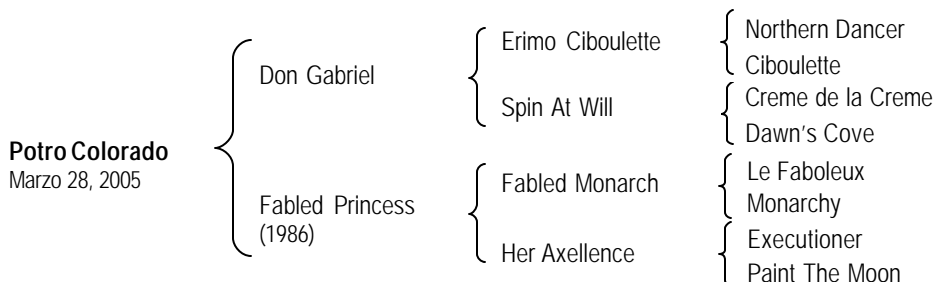 Potro Colorado
Marzo 28, 2005
Don Gabriel
Fabled Princess
(1986)
Erimo Ciboulette
Spin At Will
Fabled Monarch
Her Axellence
Northern Dancer
Ciboulette
Creme de la Creme
Dawn's Cove
Le Faboleux
Monarchy
Executioner
Paint The Moon